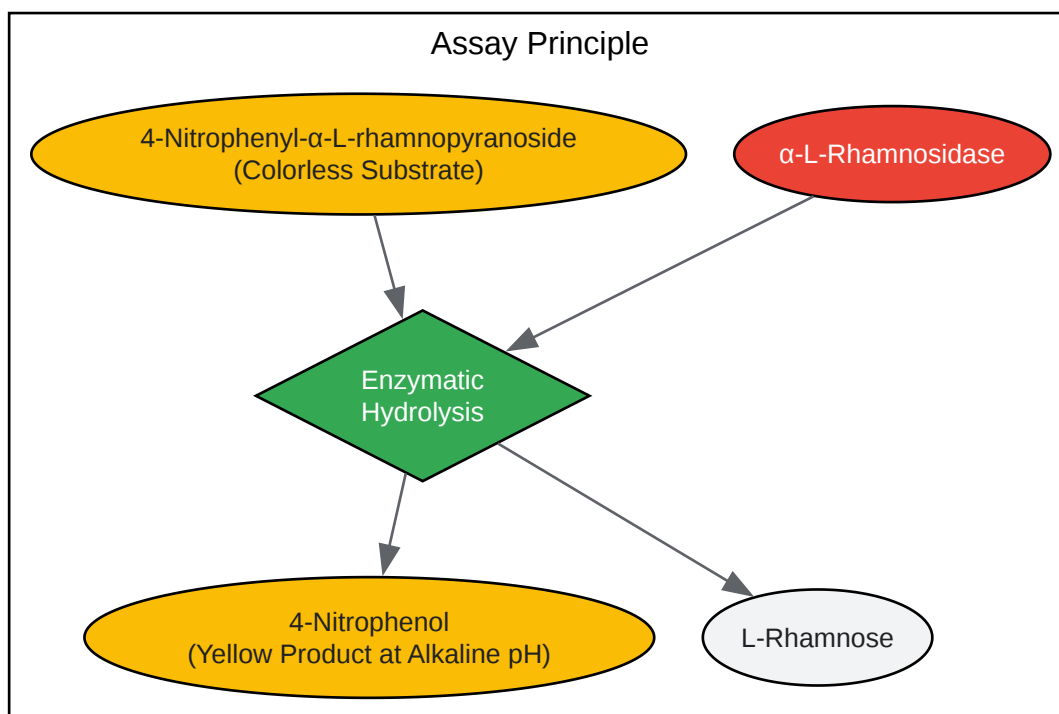 Assay Principle
4-Nitrophenyl-α-L-rhamnopyranoside
(Colorless Substrate)
α-L-Rhamnosidase
Enzymatic
Hydrolysis
4-Nitrophenol
(Yellow Product at Alkaline pH)
L-Rhamnose